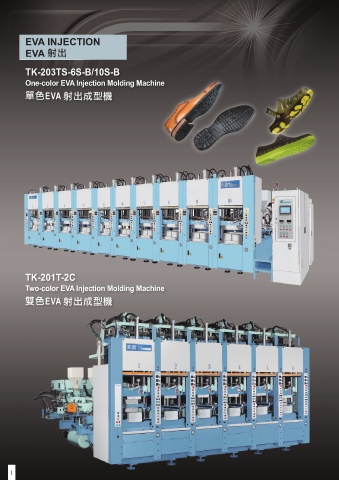 EVA INJECTION
EVA 射出
TK-203TS-6S-B/10S-B
One-color EVA Injection Molding Machine
單色EVA 射出成型機
TK-201T-2C
Two-color EVA Injection Molding Machine
雙色EVA 射出成型機